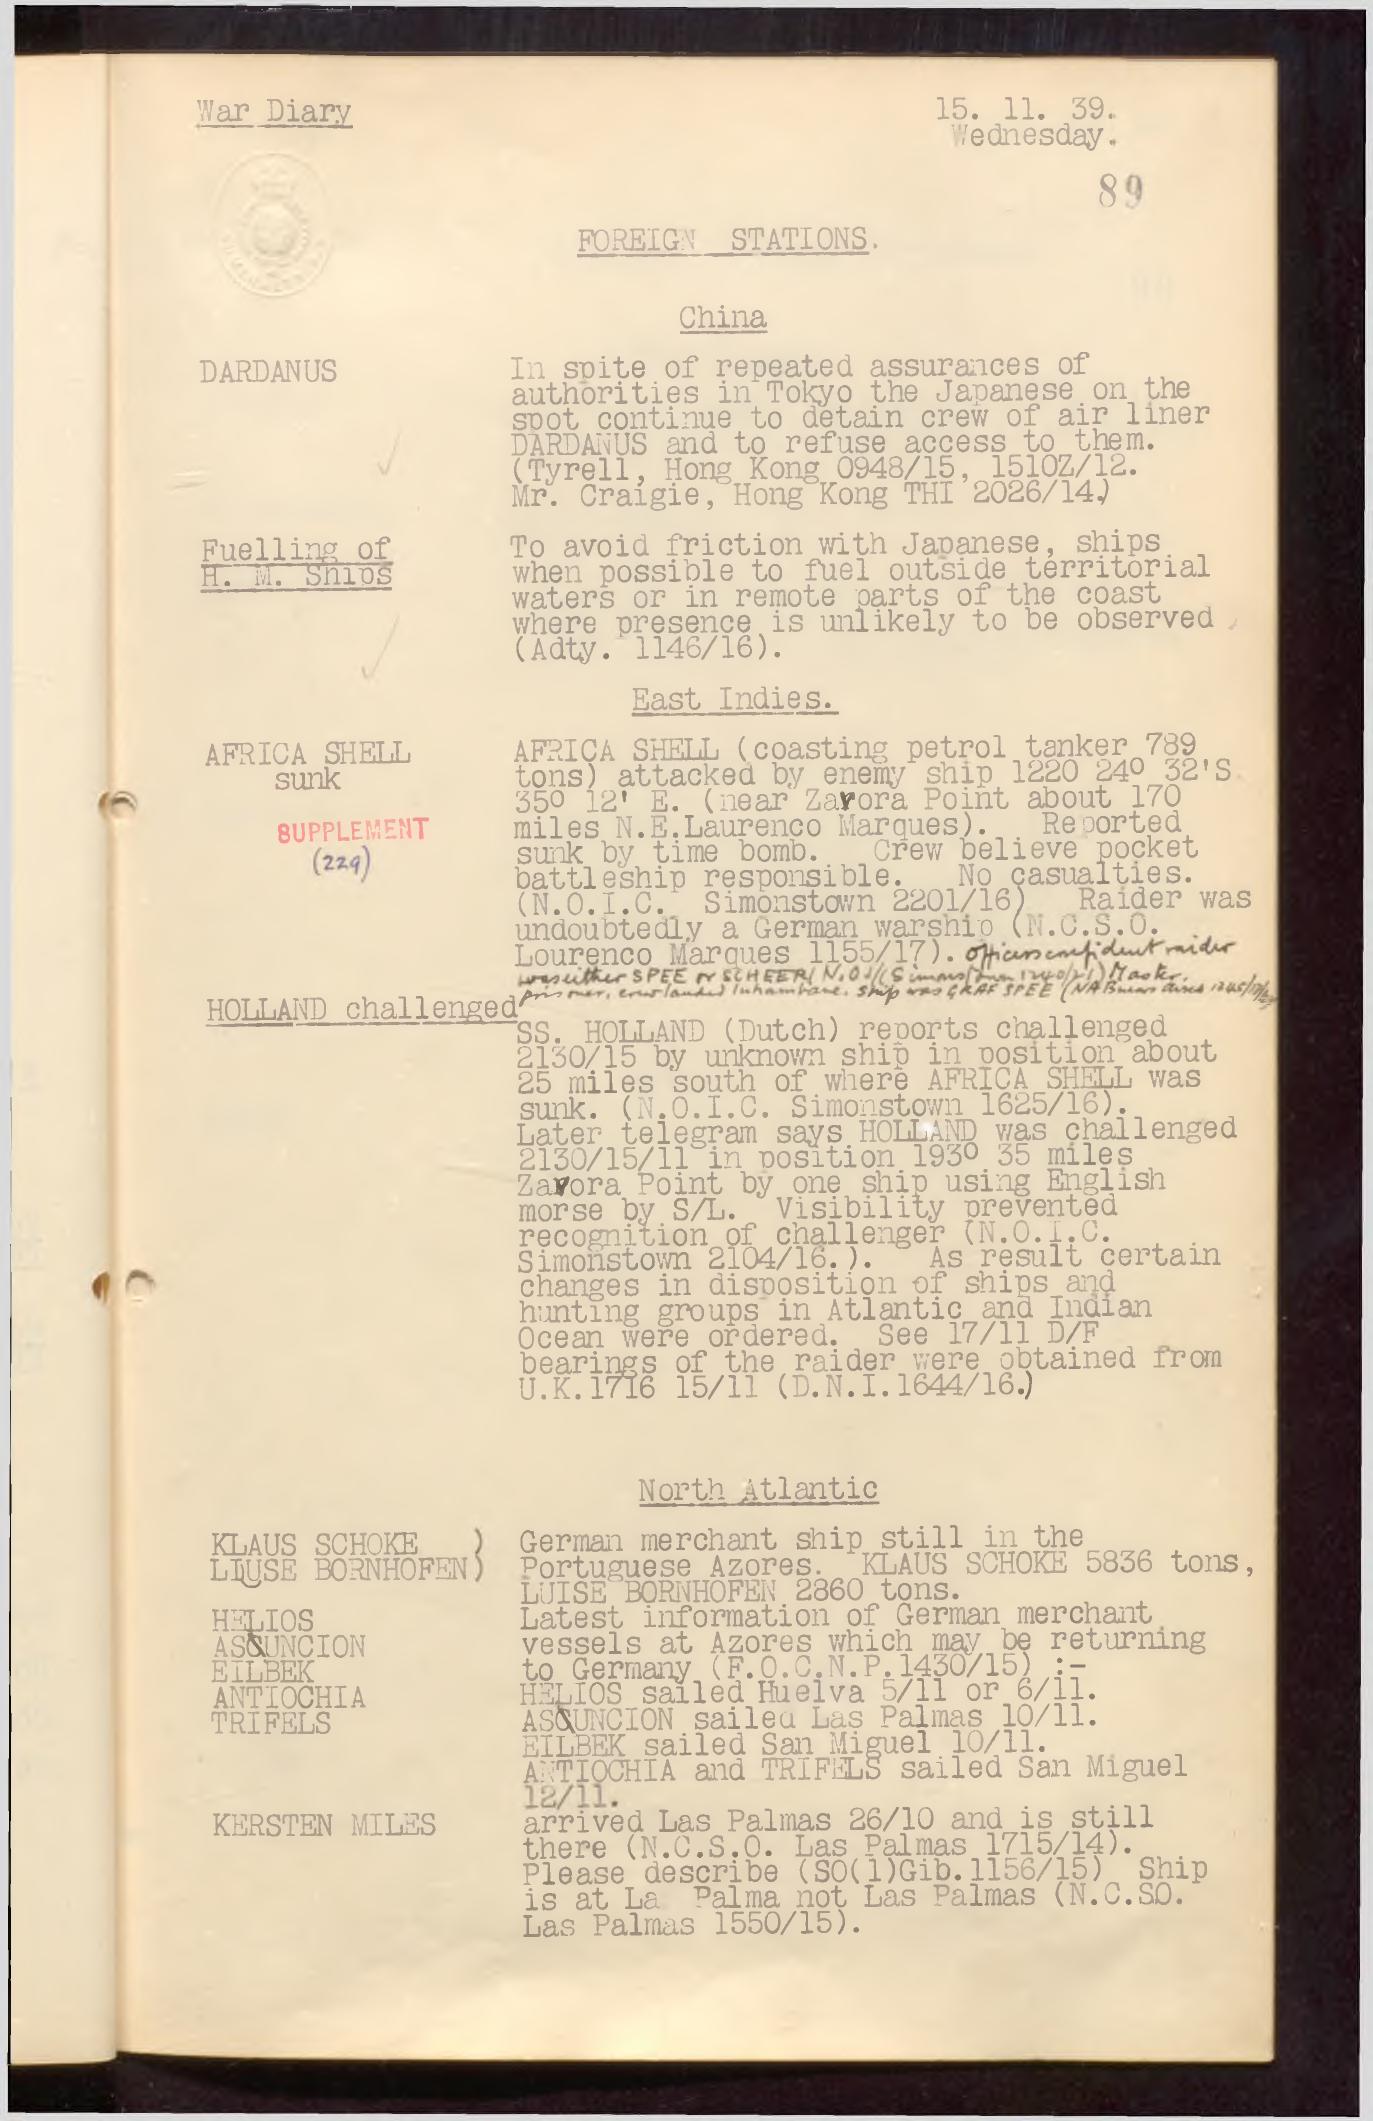 War Diary
15. 11. 39.
Wednesday.
89
FOREIGN STATIONS.
China
DARDANUS
In spite of repeated assurances of
authorities in Tokyo the Japanese on the
spot continue to detain crew of air liner
DARDANUS and to refuse access to them.
(Tyrell, Hong Kong 0948/15, 1510Z/12.
Mr. Craigie, Hong Kong THI 2026/14.)
Fuelling of
H. M. Ships
To avoid friction with Japanese, ships
when possible to fuel outside territorial
waters or in remote parts of the coast
where presence is unlikely to be observed
(Adty. 1146/16).
East Indies.
AFRICA SHELL
sunk
SUPPLEMENT
(229)
AFRICA SHELL (coasting petrol tanker 789
tons) attacked by enemy ship 1220 24º 32'S
35º 12' E. (near Zavora Point about 170
miles N.E.Laurenco Marques). Reported
sunk by time bomb. Crew believe pocket
battleship responsible. No casualties.
(N.O.I.C. Simonstown 2201/16) Raider was
undoubtedly a German warship (N.C.S.O.
Lourenco Marques 1155/17). Officers confident raider
was either SPEE or SCHEER (N.O.I/C Simonstown 1240/21) Master
prisoner, crew landed Inhambane. Ship was GRAF SPEE (NA Buenos Aires
HOLLAND challenged
SS. HOLLAND (Dutch) reports challenged
2130/15 by unknown ship in position about
25 miles south of where AFRICA SHELL was
sunk. (N.O.I.C. Simonstown 1625/16).
Later telegram says HOLLAND was challenged
2130/15/11 in position 193º 35 miles
Zavora Point by one ship using English
morse by S/L. Visibility prevented
recognition of challenger (N.O.I.C.
Simonstown 2104/16.). As result certain
changes in disposition of ships and
hunting groups in Atlantic and Indian
Ocean were ordered. See 17/11 D/F
bearings of the raider were obtained from
U.K.1716 15/11 (D.N.I.1644/16.)
North Atlantic
KLAUS SCHOKE )
LIUSE BORNHOFEN)
German merchant ship still in the
Portuguese Azores. KLAUS SCHOKE 5836 tons,
LUISE BORNHOFEN 2860 tons.
HELIOS
ASSUNCION
EILBEK
ANTIOCHIA
TRIFELS
Latest information of German merchant
vessels at Azores which may be returning
to Germany (F.O.C.N.P.1430/15) :-
HELIOS sailed Huelva 5/11 or 6/11.
ASSUNCION sailed Las Palmas 10/11.
EILBEK sailed San Miguel 10/11.
ANTIOCHIA and TRIFELS sailed San Miguel
12/11.
KERSTEN MILES
arrived Las Palmas 26/10 and is still
there (N.C.S.O. Las Palmas 1715/14).
Please describe (SO(1)Gib.1156/15) Ship
is at La Palma not Las Palmas (N.C.S.O.
Las Palmas 1550/15).